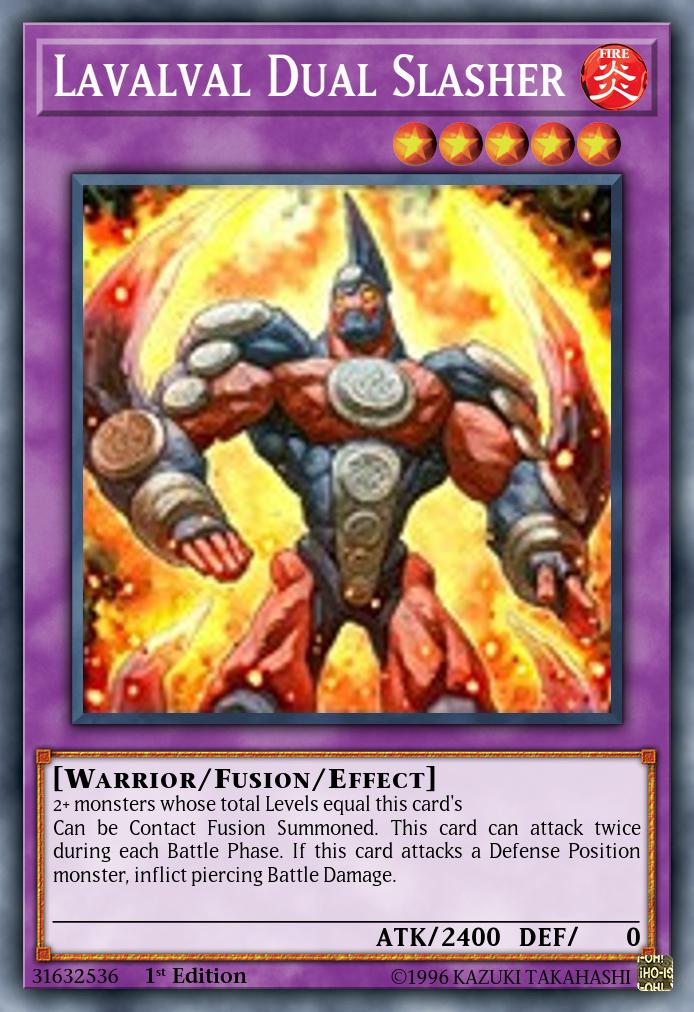 Lavalval Dual Slasher
FIRE
炎
[Warrior/Fusion/Effect]
2+ monsters whose total Levels equal this card's
Can be Contact Fusion Summoned. This card can attack twice
during each Battle Phase. If this card attacks a Defense Position
monster, inflict piercing Battle Damage.
ATK/2400 DEF/ 0
31632536 1st Edition ©1996 KAZUKI TAKAHASHI